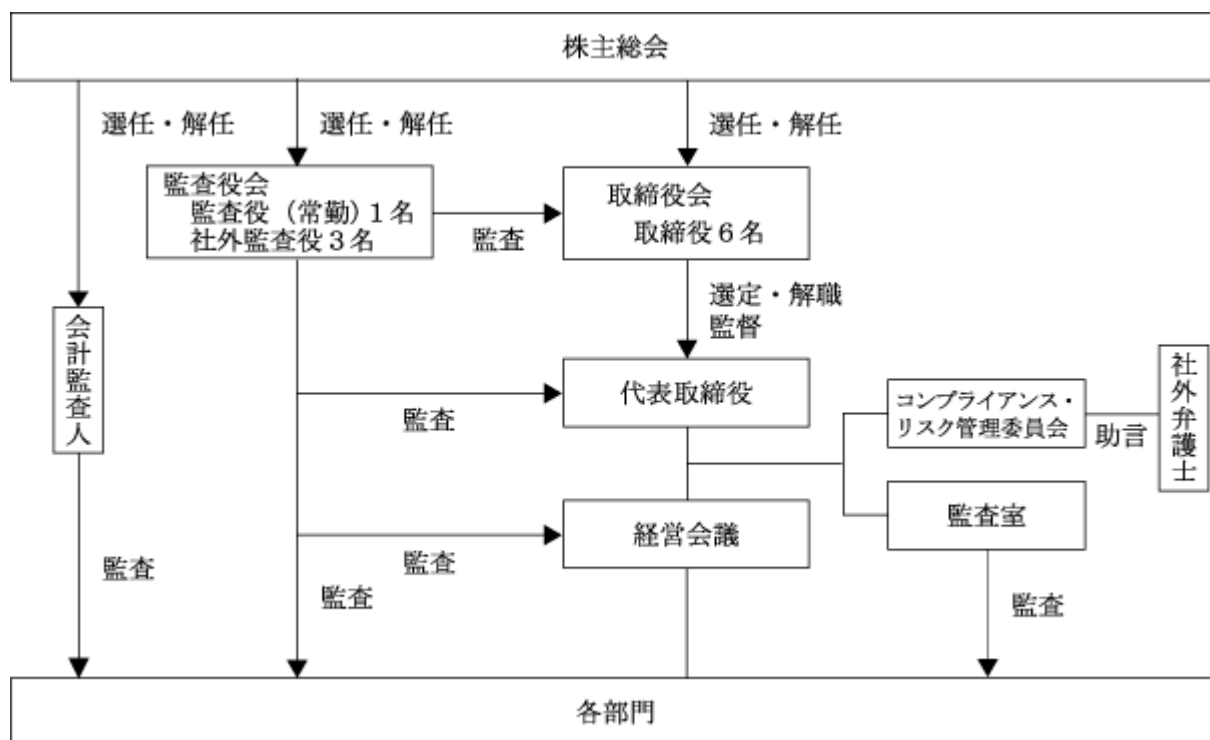 株主総会
選任・解任
選任・解任
選任・解任
監査役会
監査役（常勤）1名
社外監査役3名
監査
取締役会
取締役6名
選定・解職
監督
会計監査人
代表取締役
監査
コンプライアンス・
リスク管理委員会
助言
社外弁護士
経営会議
監査室
監査
監査
監査
監査
各部門